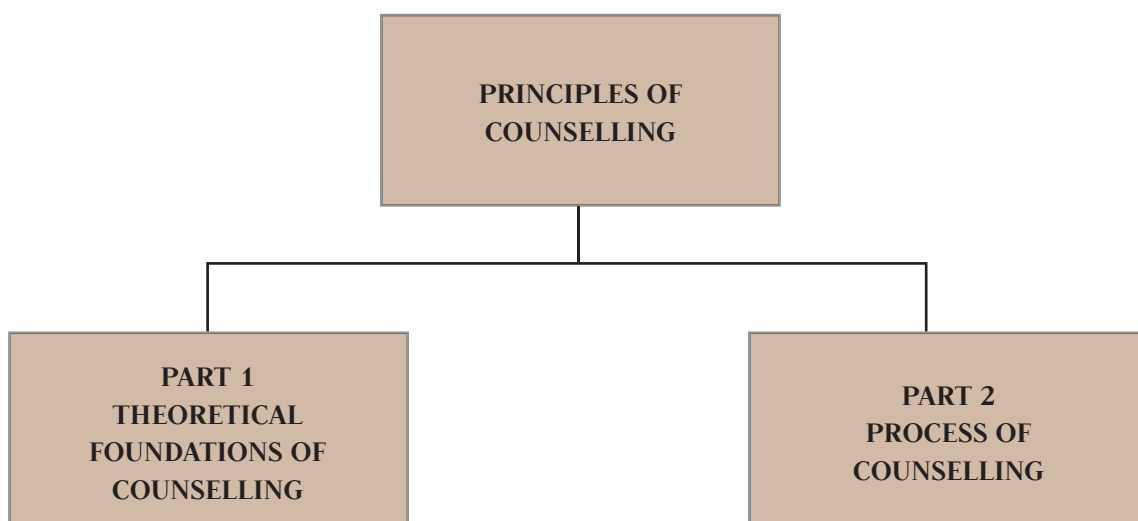 PRINCIPLES OF
COUNSELLING
PART 1
THEORETICAL
FOUNDATIONS OF
COUNSELLING
PART 2
PROCESS OF
COUNSELLING